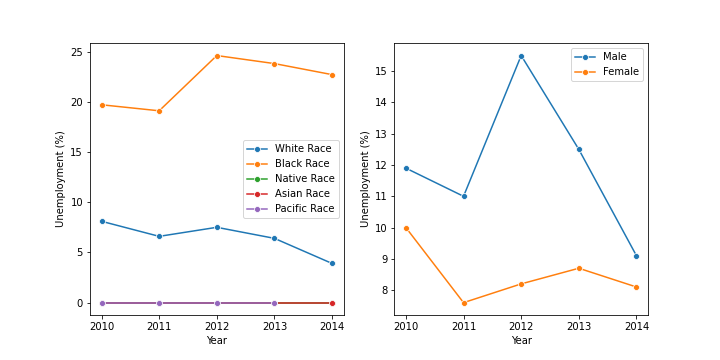 Unemployment (%)
25
20
15
10
5
0
2010 2011 2012 2013 2014
Year
White Race
Black Race
Native Race
Asian Race
Pacific Race
Unemployment (%)
15
14
13
12
11
10
9
8
2010 2011 2012 2013 2014
Year
Male
Female